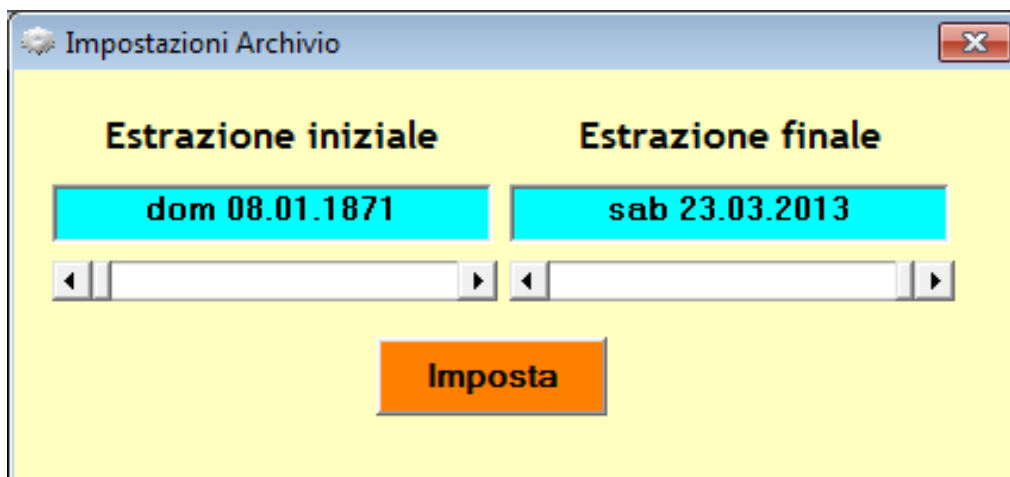 Impostazioni Archivio
Estrazione iniziale Estrazione finale
dom 08.01.1871 sab 23.03.2013
Imposta